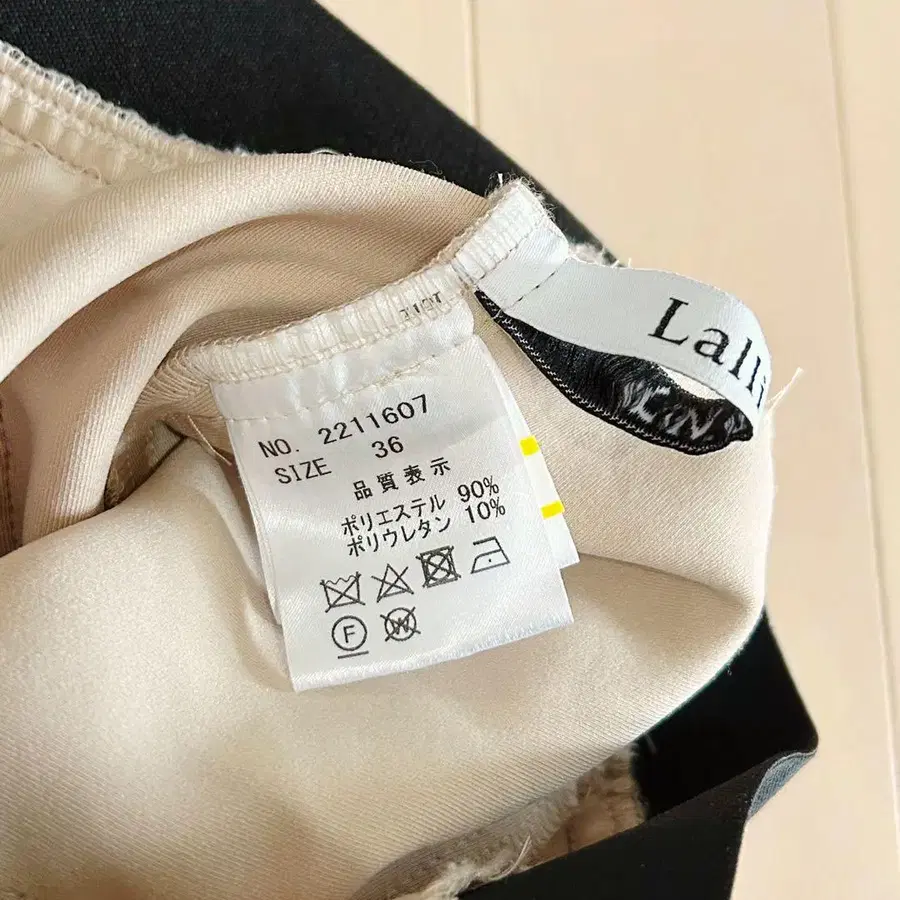 Lalli
NO. 2211607
SIZE 36
品質表示
ポリエステル 90%
ポリウレタン 10%
F
W